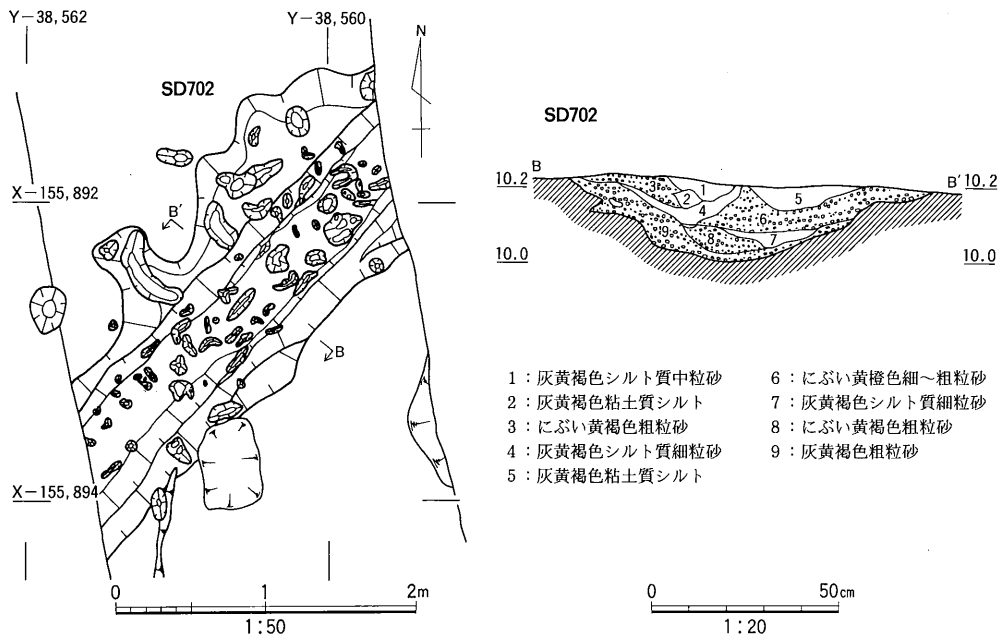 Y－38,562
Y－38,560
N
SD702
X－155,892
B'
B
X－155,894
0 1 2m
1:50
SD702
B
B'
10.2
10.2
3
1
2
4
5
6
9
8
7
10.0
10.0
1：灰黄褐色シルト質中粒砂
2：灰黄褐色粘土質シルト
3：にぶい黄褐色粗粒砂
4：灰黄褐色シルト質細粒砂
5：灰黄褐色粘土質シルト
6：にぶい黄橙色細～粗粒砂
7：灰黄褐色シルト質細粒砂
8：にぶい黄褐色粗粒砂
9：灰黄褐色粗粒砂
0 50cm
1:20